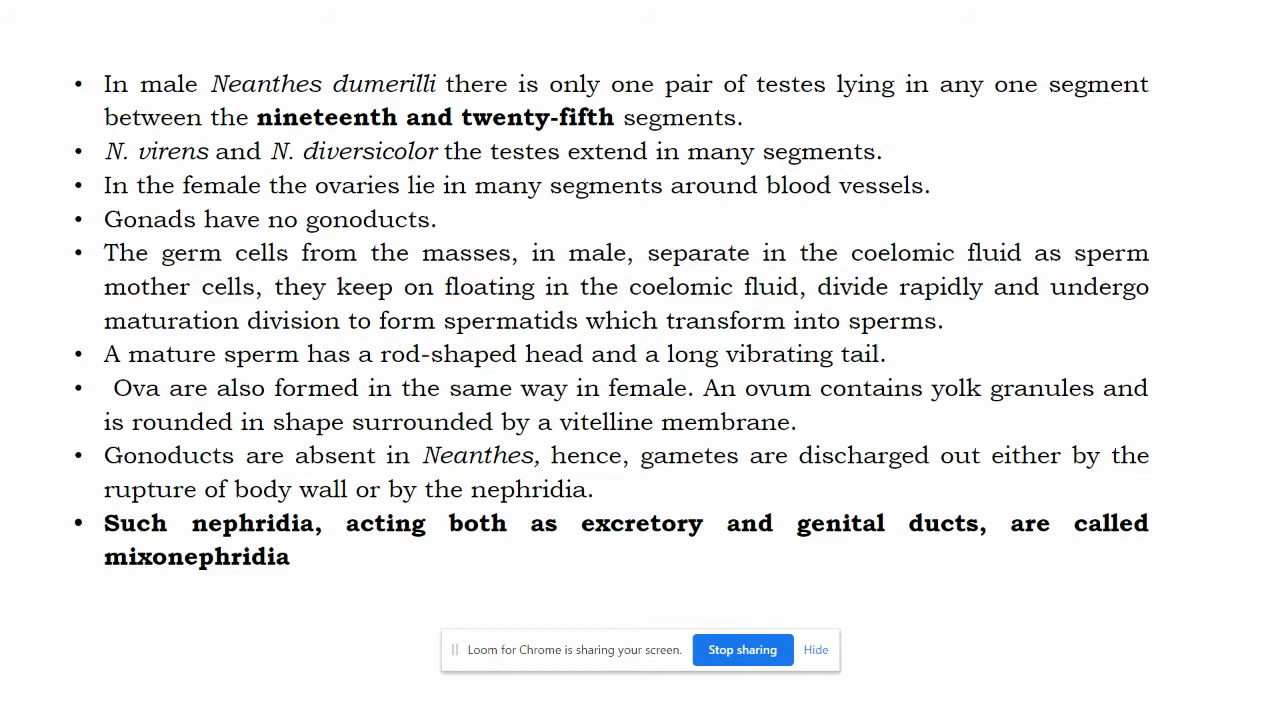 • In male Neanthes dumerilli there is only one pair of testes lying in any one segment
between the nineteenth and twenty-fifth segments.
• N. virens and N. diversicolor the testes extend in many segments.
• In the female the ovaries lie in many segments around blood vessels.
• Gonads have no gonoducts.
• The germ cells from the masses, in male, separate in the coelomic fluid as sperm
mother cells, they keep on floating in the coelomic fluid, divide rapidly and undergo
maturation division to form spermatids which transform into sperms.
• A mature sperm has a rod-shaped head and a long vibrating tail.
• Ova are also formed in the same way in female. An ovum contains yolk granules and
is rounded in shape surrounded by a vitelline membrane.
• Gonoducts are absent in Neanthes, hence, gametes are discharged out either by the
rupture of body wall or by the nephridia.
• Such nephridia, acting both as excretory and genital ducts, are called
mixonephridia
Loom for Chrome is sharing your screen. Stop sharing Hide